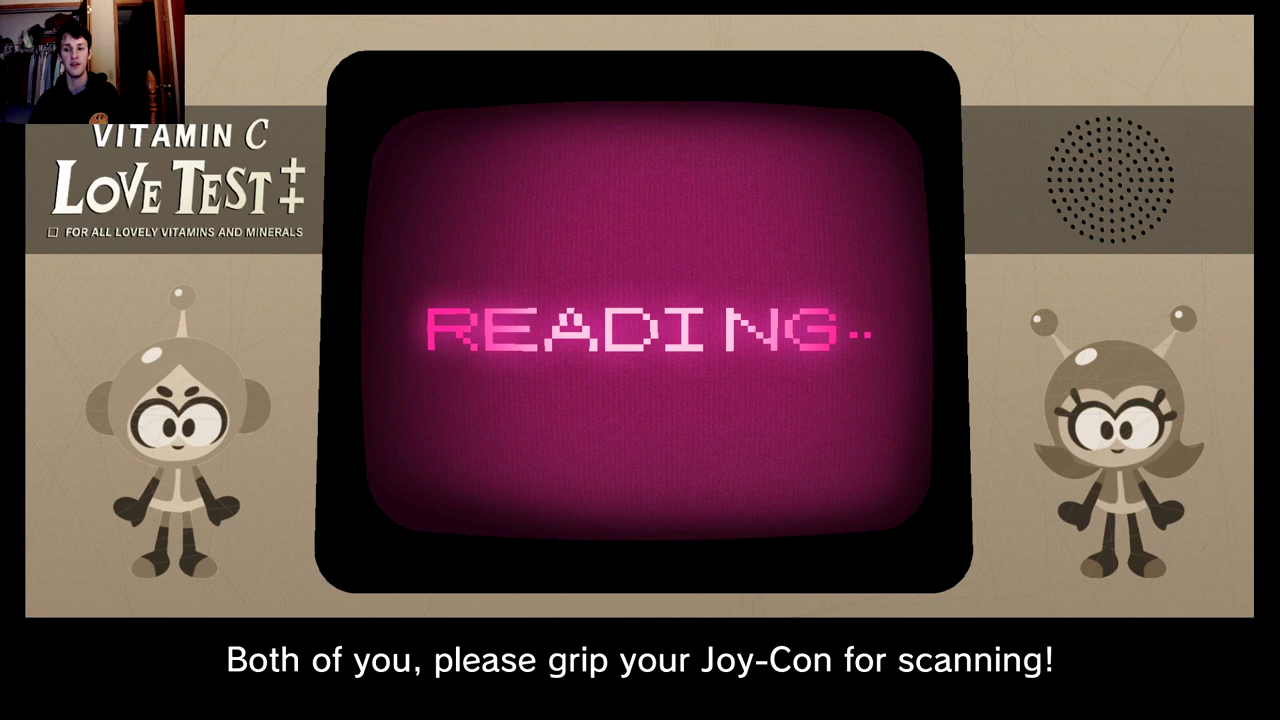 VITAMIN C
LOVE TEST++
FOR ALL LOVELY VITAMINS AND MINERALS
READING..
Both of you, please grip your Joy-Con for scanning!